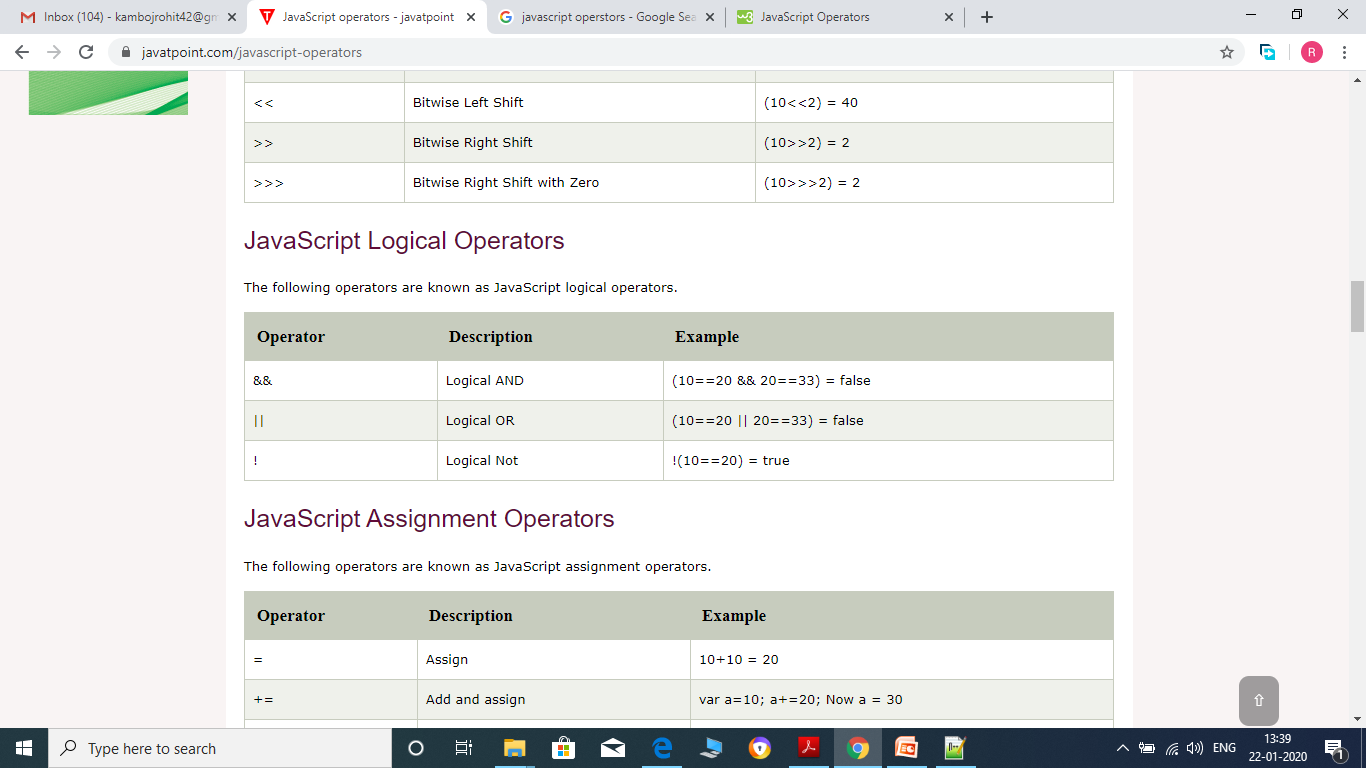 Inbox (104) - kambojrohit42@gm
JavaScript operators - javatpoint
javascript operstors - Google Sea
JavaScript Operators
javatpoint.com/javascript-operators
R
<< Bitwise Left Shift (10<<2) = 40
>> Bitwise Right Shift (10>>2) = 2
>>> Bitwise Right Shift with Zero (10>>>2) = 2
JavaScript Logical Operators
The following operators are known as JavaScript logical operators.
Operator Description Example
&& Logical AND (10==20 && 20==33) = false
|| Logical OR (10==20 || 20==33) = false
! Logical Not !(10==20) = true
JavaScript Assignment Operators
The following operators are known as JavaScript assignment operators.
Operator Description Example
= Assign 10+10 = 20
+= Add and assign var a=10; a+=20; Now a = 30
Type here to search
ENG
13:39
22-01-2020
1